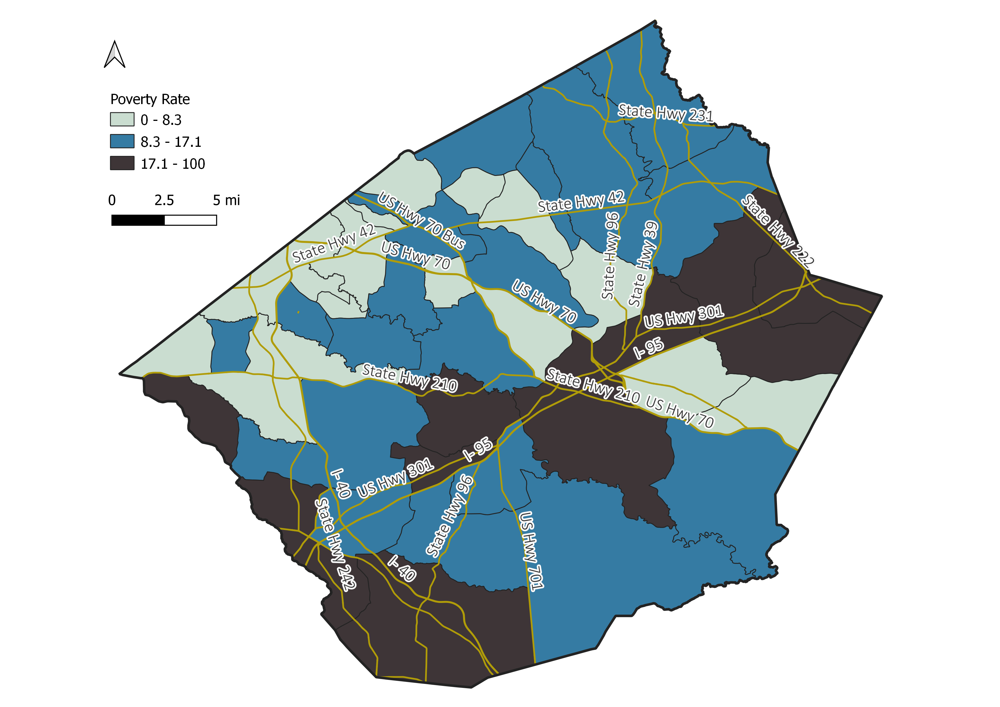 Poverty Rate
0 - 8.3
8.3 - 17.1
17.1 - 100
0 2.5 5 mi
State Hwy 231
US Hwy 70 Bus
State Hwy 42
State Hwy 42
US Hwy 70
State Hwy 96
State Hwy 39
State Hwy 222
US Hwy 70
US Hwy 301
I- 95
State Hwy 210
State Hwy 210
US Hwy 70
I- 95
US Hwy 301
I- 40
State Hwy 96
State Hwy 242
US Hwy 701
I- 40